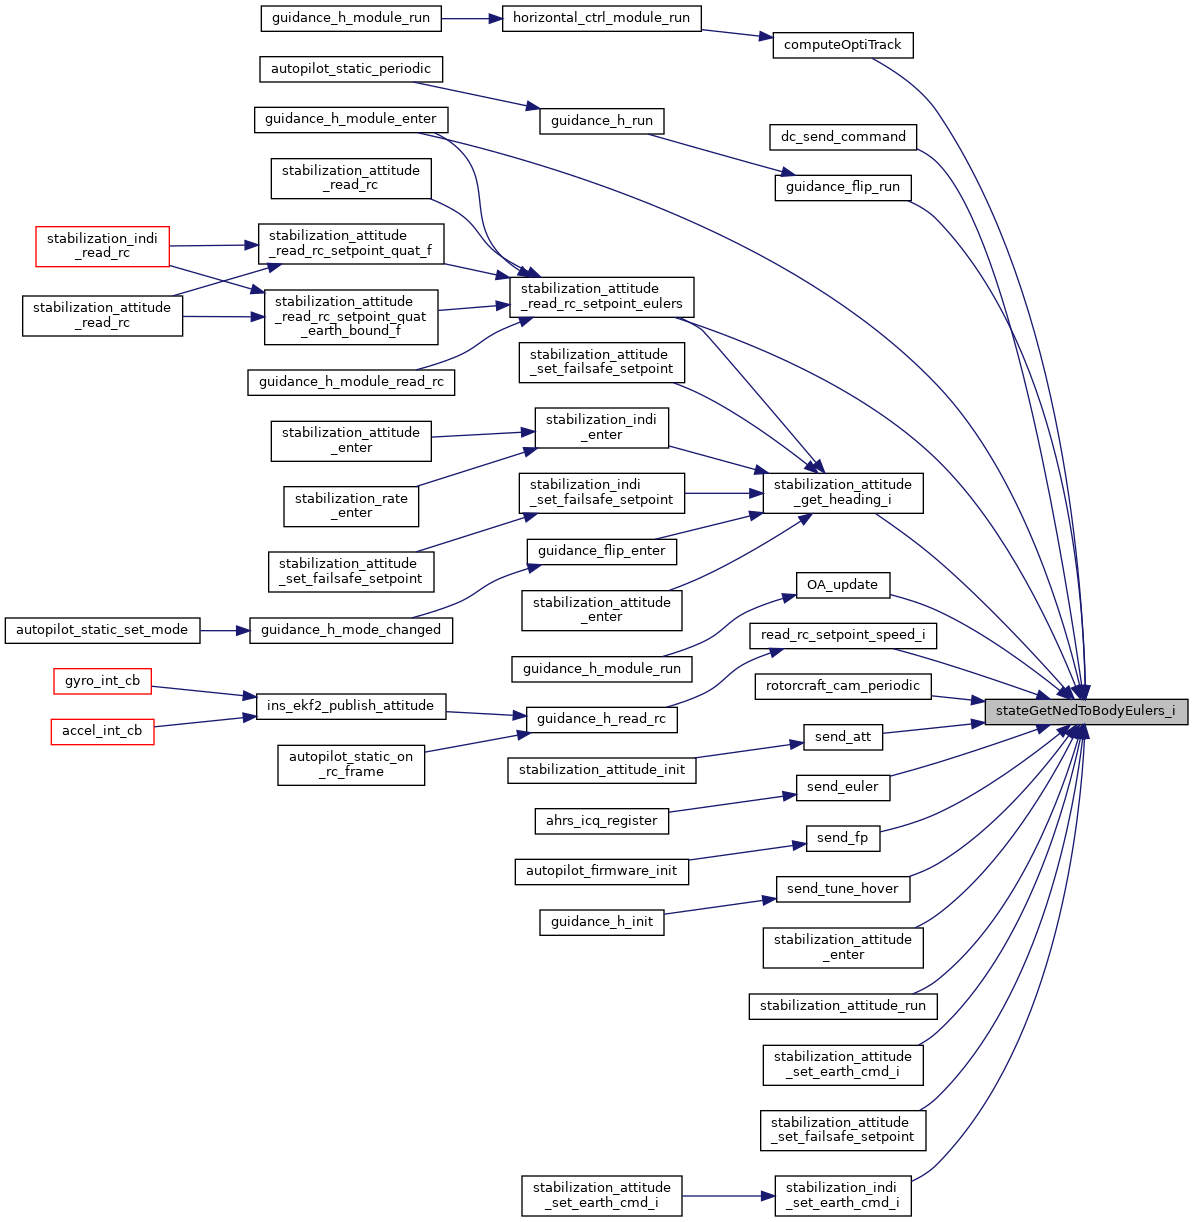 guidance_h_module_run
horizontal_ctrl_module_run
computeOptiTrack
autopilot_static_periodic
guidance_h_module_enter
guidance_h_run
dc_send_command
stabilization_attitude
_read_rc
guidance_flip_run
stabilization_indi
_read_rc
stabilization_attitude
_read_rc_setpoint_quat_f
stabilization_attitude
_read_rc
stabilization_attitude
_read_rc_setpoint_quat
_earth_bound_f
stabilization_attitude
_read_rc_setpoint_eulers
guidance_h_module_read_rc
stabilization_attitude
_set_failsafe_setpoint
stabilization_attitude
_enter
stabilization_indi
_enter
stabilization_rate
_enter
stabilization_indi
_set_failsafe_setpoint
stabilization_attitude
_get_heading_i
stabilization_attitude
_set_failsafe_setpoint
guidance_flip_enter
stabilization_attitude
_enter
OA_update
autopilot_static_set_mode
guidance_h_mode_changed
read_rc_setpoint_speed_i
guidance_h_module_run
gyro_int_cb
rotorcraft_cam_periodic
ins_ekf2_publish_attitude
guidance_h_read_rc
stateGetNedToBodyEulers_i
accel_int_cb
send_att
autopilot_static_on
_rc_frame
stabilization_attitude_init
send_euler
ahrs_icq_register
send_fp
autopilot_firmware_init
send_tune_hover
guidance_h_init
stabilization_attitude
_enter
stabilization_attitude_run
stabilization_attitude
_set_earth_cmd_i
stabilization_attitude
_set_failsafe_setpoint
stabilization_attitude
_set_earth_cmd_i
stabilization_indi
_set_earth_cmd_i